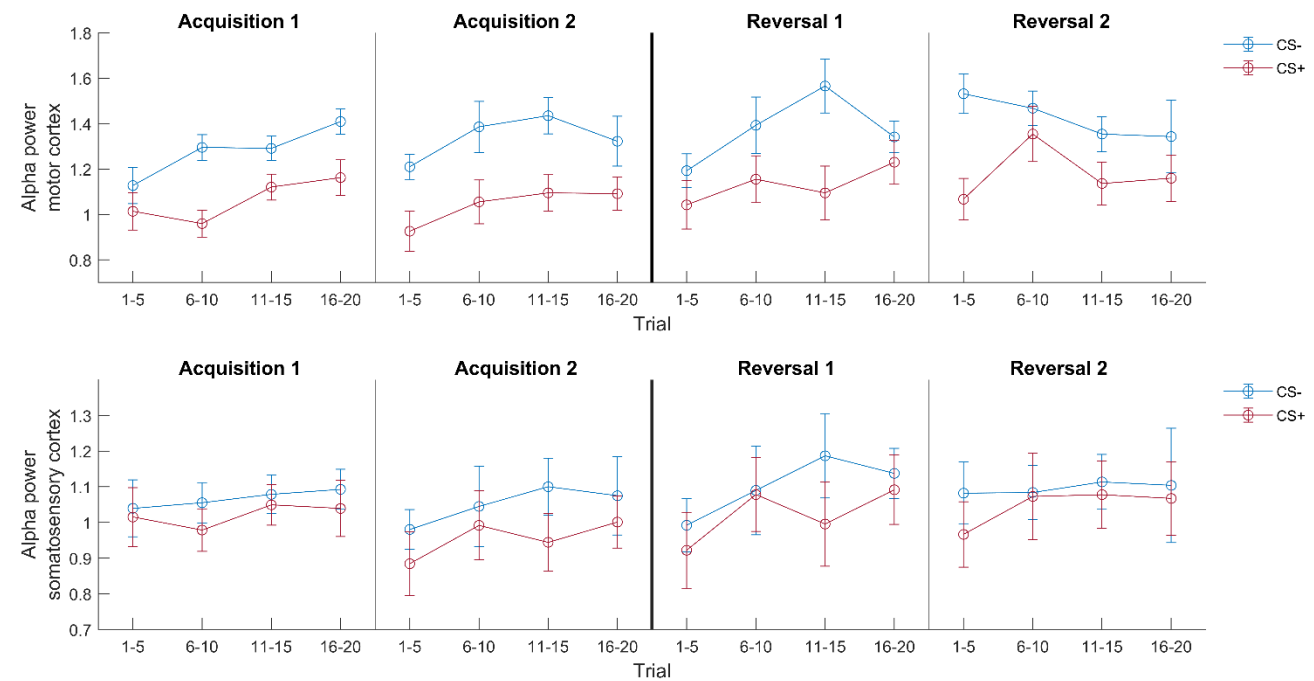 Acquisition 1 Acquisition 2 Reversal 1 Reversal 2
CS-
CS+
Alpha power
motor cortex
1.8
1.6
1.4
1.2
1
0.8
1-5 6-10 11-15 16-20 1-5 6-10 11-15 16-20 1-5 6-10 11-15 16-20 1-5 6-10 11-15 16-20
Trial
Acquisition 1 Acquisition 2 Reversal 1 Reversal 2
CS-
CS+
Alpha power
somatosensory cortex
1.3
1.2
1.1
1
0.9
0.8
0.7
1-5 6-10 11-15 16-20 1-5 6-10 11-15 16-20 1-5 6-10 11-15 16-20 1-5 6-10 11-15 16-20
Trial